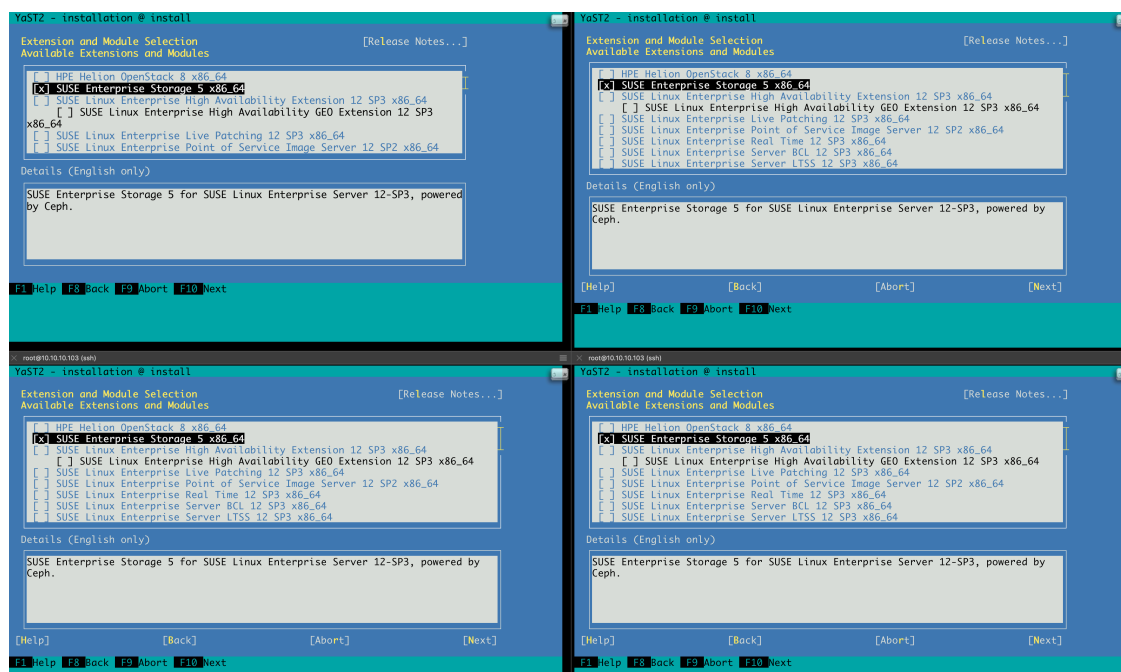 YaST2 - installation @ install
Extension and Module Selection [Release Notes...]
Available Extensions and Modules
[ ] HPE Helion OpenStack 8 x86_64
[x] SUSE Enterprise Storage 5 x86_64
[ ] SUSE Linux Enterprise High Availability Extension 12 SP3 x86_64
[ ] SUSE Linux Enterprise High Availability GEO Extension 12 SP3
x86_64
[ ] SUSE Linux Enterprise Live Patching 12 SP3 x86_64
[ ] SUSE Linux Enterprise Point of Service Image Server 12 SP2 x86_64
Details (English only)
SUSE Enterprise Storage 5 for SUSE Linux Enterprise Server 12-SP3, powered
by Ceph.
F1 Help F8 Back F9 Abort F10 Next
YaST2 - installation @ install
Extension and Module Selection [Release Notes...]
Available Extensions and Modules
[ ] HPE Helion OpenStack 8 x86_64
[x] SUSE Enterprise Storage 5 x86_64
[ ] SUSE Linux Enterprise High Availability Extension 12 SP3 x86_64
[ ] SUSE Linux Enterprise High Availability GEO Extension 12 SP3 x86_64
[ ] SUSE Linux Enterprise Live Patching 12 SP3 x86_64
[ ] SUSE Linux Enterprise Point of Service Image Server 12 SP2 x86_64
[ ] SUSE Linux Enterprise Real Time 12 SP3 x86_64
[ ] SUSE Linux Enterprise Server BCL 12 SP3 x86_64
[ ] SUSE Linux Enterprise Server LTSS 12 SP3 x86_64
Details (English only)
SUSE Enterprise Storage 5 for SUSE Linux Enterprise Server 12-SP3, powered by
Ceph.
[Help] [Back] [Abort] [Next]
F1 Help F8 Back F9 Abort F10 Next
root@10.10.10.103 (ssh)
YaST2 - installation @ install
Extension and Module Selection [Release Notes...]
Available Extensions and Modules
[ ] HPE Helion OpenStack 8 x86_64
[x] SUSE Enterprise Storage 5 x86_64
[ ] SUSE Linux Enterprise High Availability Extension 12 SP3 x86_64
[ ] SUSE Linux Enterprise High Availability GEO Extension 12 SP3 x86_64
[ ] SUSE Linux Enterprise Live Patching 12 SP3 x86_64
[ ] SUSE Linux Enterprise Point of Service Image Server 12 SP2 x86_64
[ ] SUSE Linux Enterprise Real Time 12 SP3 x86_64
[ ] SUSE Linux Enterprise Server BCL 12 SP3 x86_64
[ ] SUSE Linux Enterprise Server LTSS 12 SP3 x86_64
Details (English only)
SUSE Enterprise Storage 5 for SUSE Linux Enterprise Server 12-SP3, powered by
Ceph.
[Help] [Back] [Abort] [Next]
F1 Help F8 Back F9 Abort F10 Next
root@10.10.10.103 (ssh)
YaST2 - installation @ install
Extension and Module Selection [Release Notes...]
Available Extensions and Modules
[ ] HPE Helion OpenStack 8 x86_64
[x] SUSE Enterprise Storage 5 x86_64
[ ] SUSE Linux Enterprise High Availability Extension 12 SP3 x86_64
[ ] SUSE Linux Enterprise High Availability GEO Extension 12 SP3 x86_64
[ ] SUSE Linux Enterprise Live Patching 12 SP3 x86_64
[ ] SUSE Linux Enterprise Point of Service Image Server 12 SP2 x86_64
[ ] SUSE Linux Enterprise Real Time 12 SP3 x86_64
[ ] SUSE Linux Enterprise Server BCL 12 SP3 x86_64
[ ] SUSE Linux Enterprise Server LTSS 12 SP3 x86_64
Details (English only)
SUSE Enterprise Storage 5 for SUSE Linux Enterprise Server 12-SP3, powered by
Ceph.
[Help] [Back] [Abort] [Next]
F1 Help F8 Back F9 Abort F10 Next